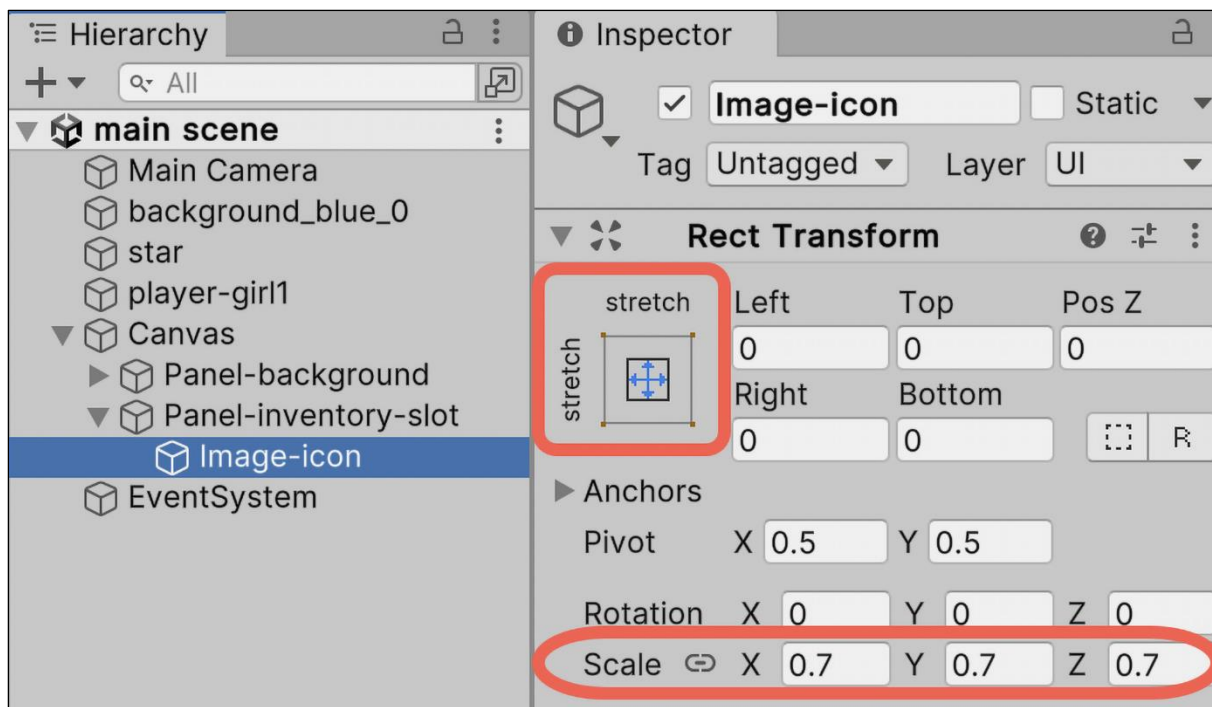 Hierarchy
All
main scene
Main Camera
background_blue_0
star
player-girl1
Canvas
Panel-background
Panel-inventory-slot
Image-icon
EventSystem
Inspector
Image-icon Static
Tag Untagged Layer UI
Rect Transform
stretch Left Top Pos Z
stretch 0 0 0
Right Bottom
0 0 R
Anchors
Pivot X 0.5 Y 0.5
Rotation X 0 Y 0 Z 0
Scale X 0.7 Y 0.7 Z 0.7